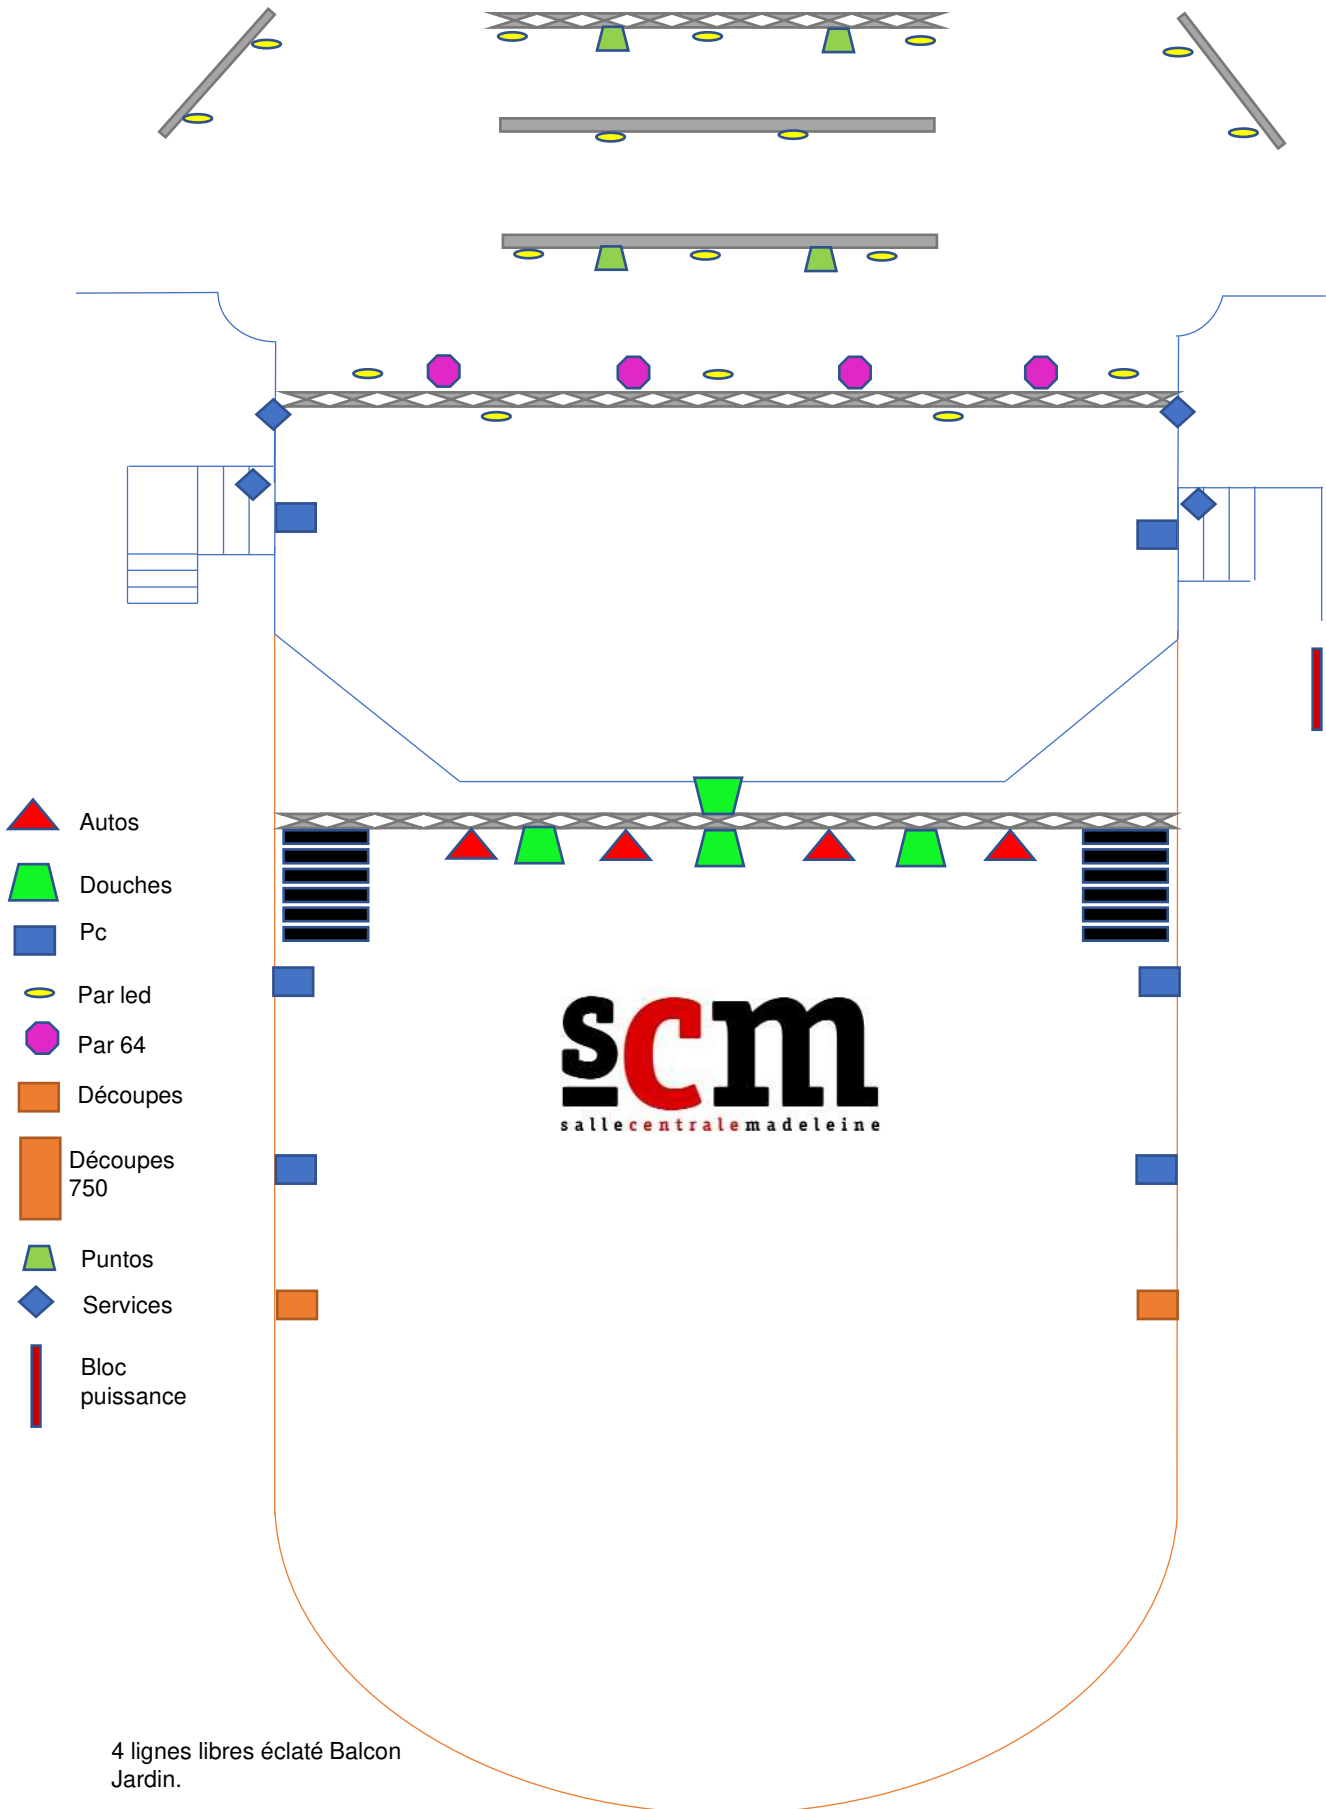 Autos
Douches
Pc
Par led
Par 64
Découpes
Découpes
750
Puntos
Services
Bloc
puissance
scm
sallecentralemadeleine
4 lignes libres éclaté Balcon
Jardin.